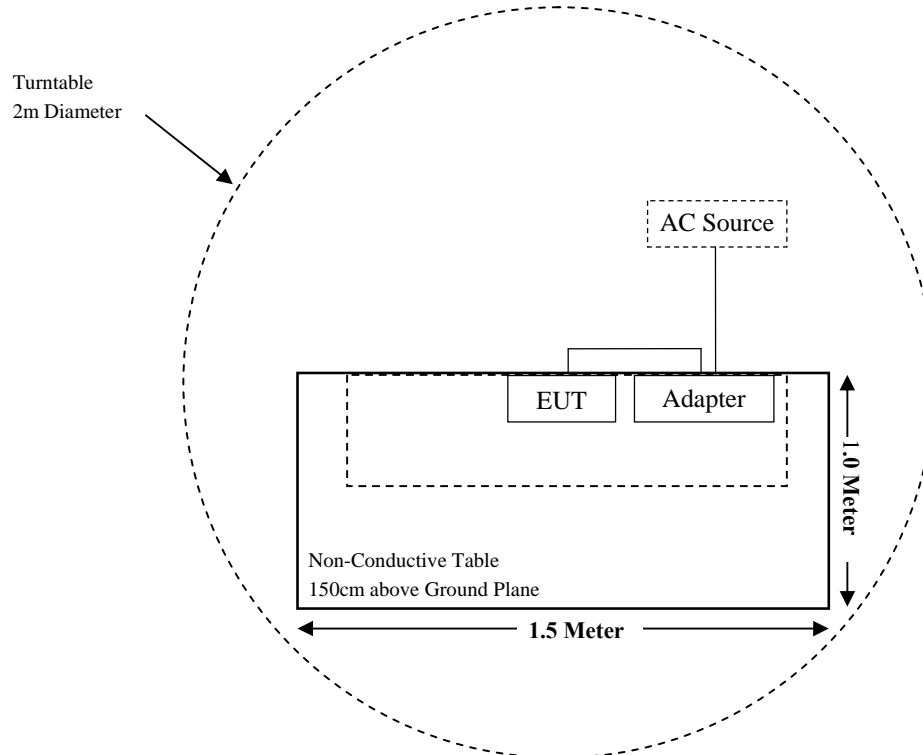 Turntable
2m Diameter
AC Source
EUT
Adapter
1.0 Meter
Non-Conductive Table
150cm above Ground Plane
1.5 Meter